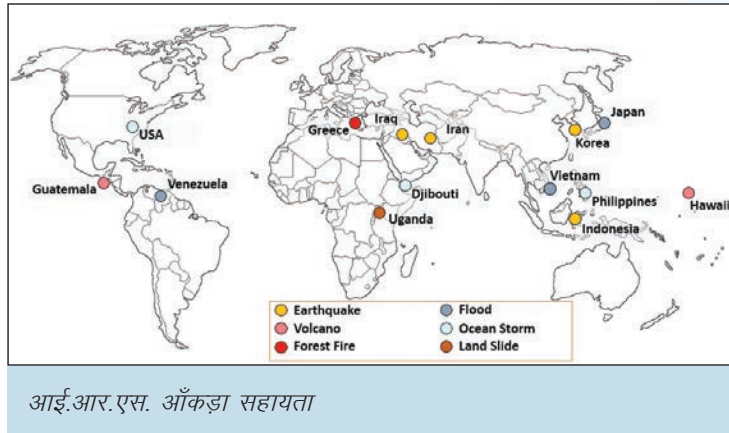 Japan
Iraq
Greece
Iran
USA
Korea
Guatemala
Venezuela
Vietnam
Djibouti
Philippines
Hawaii
Uganda
Indonesia
Earthquake
Flood
Volcano
Ocean Storm
Forest Fire
Land Slide
आई.आर.एस. आँकड़ा सहायता